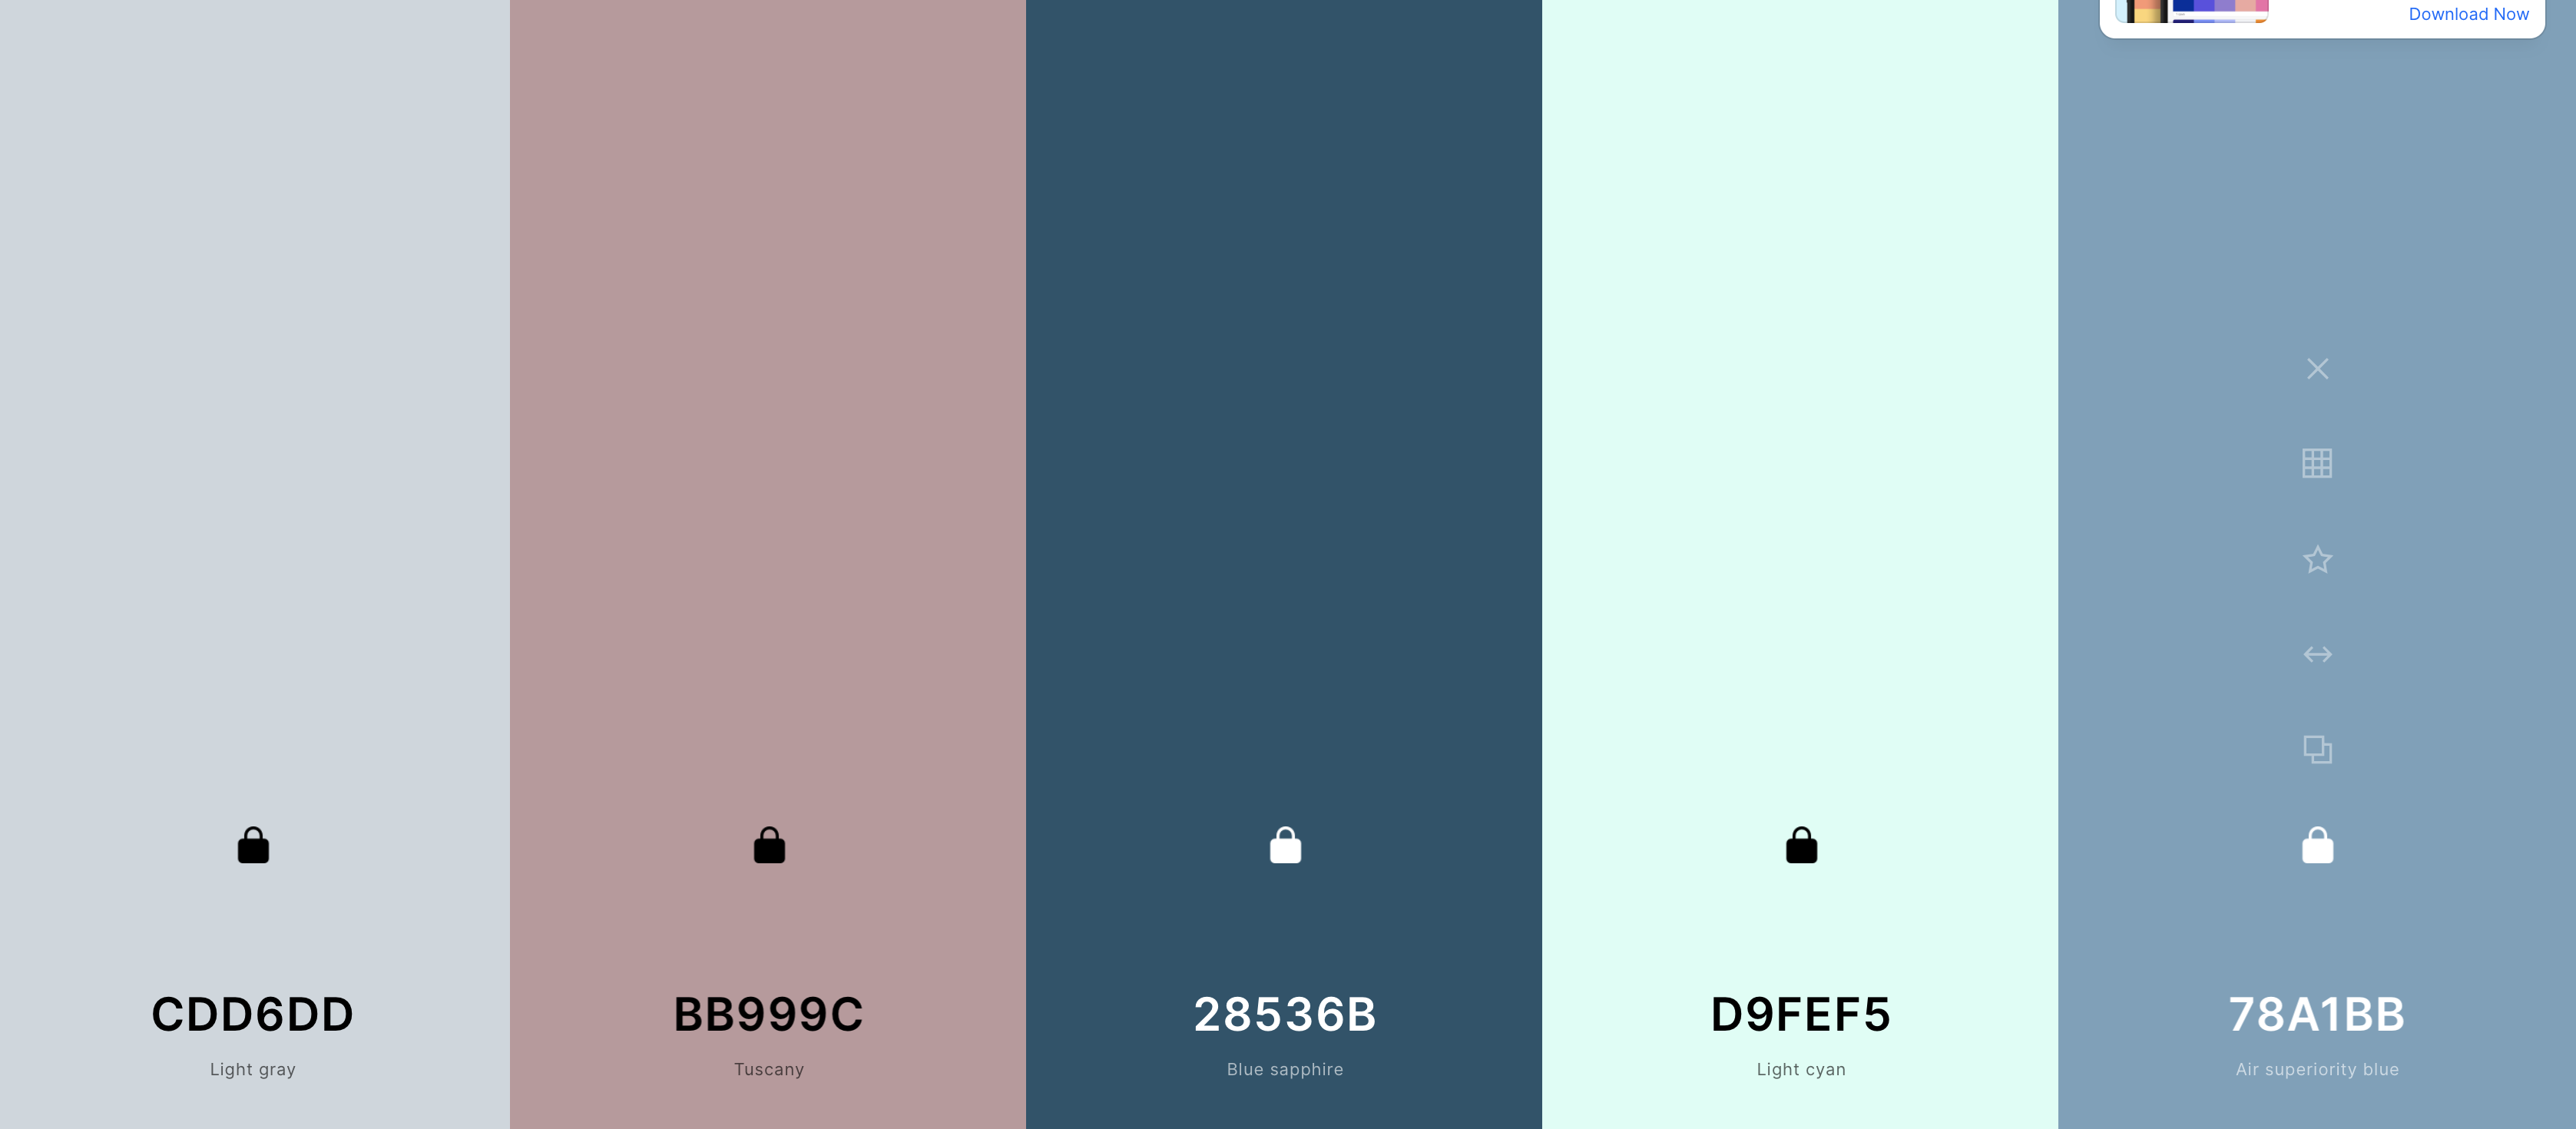 Download Now
CDD6DD
Light gray
BB999C
Tuscany
28536B
Blue sapphire
D9FEF5
Light cyan
78A1BB
Air superiority blue